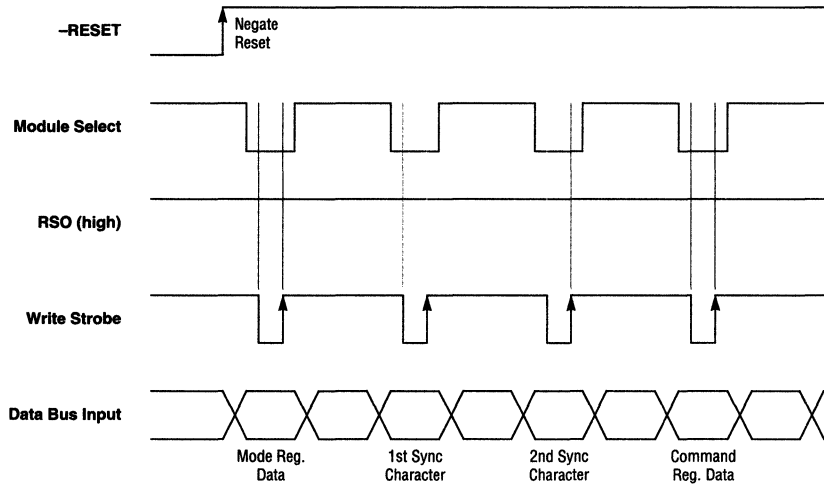 –RESET
Negate
Reset
Module Select
RSO (high)
Write Strobe
Data Bus Input
Mode Reg.
Data
1st Sync
Character
2nd Sync
Character
Command
Reg. Data